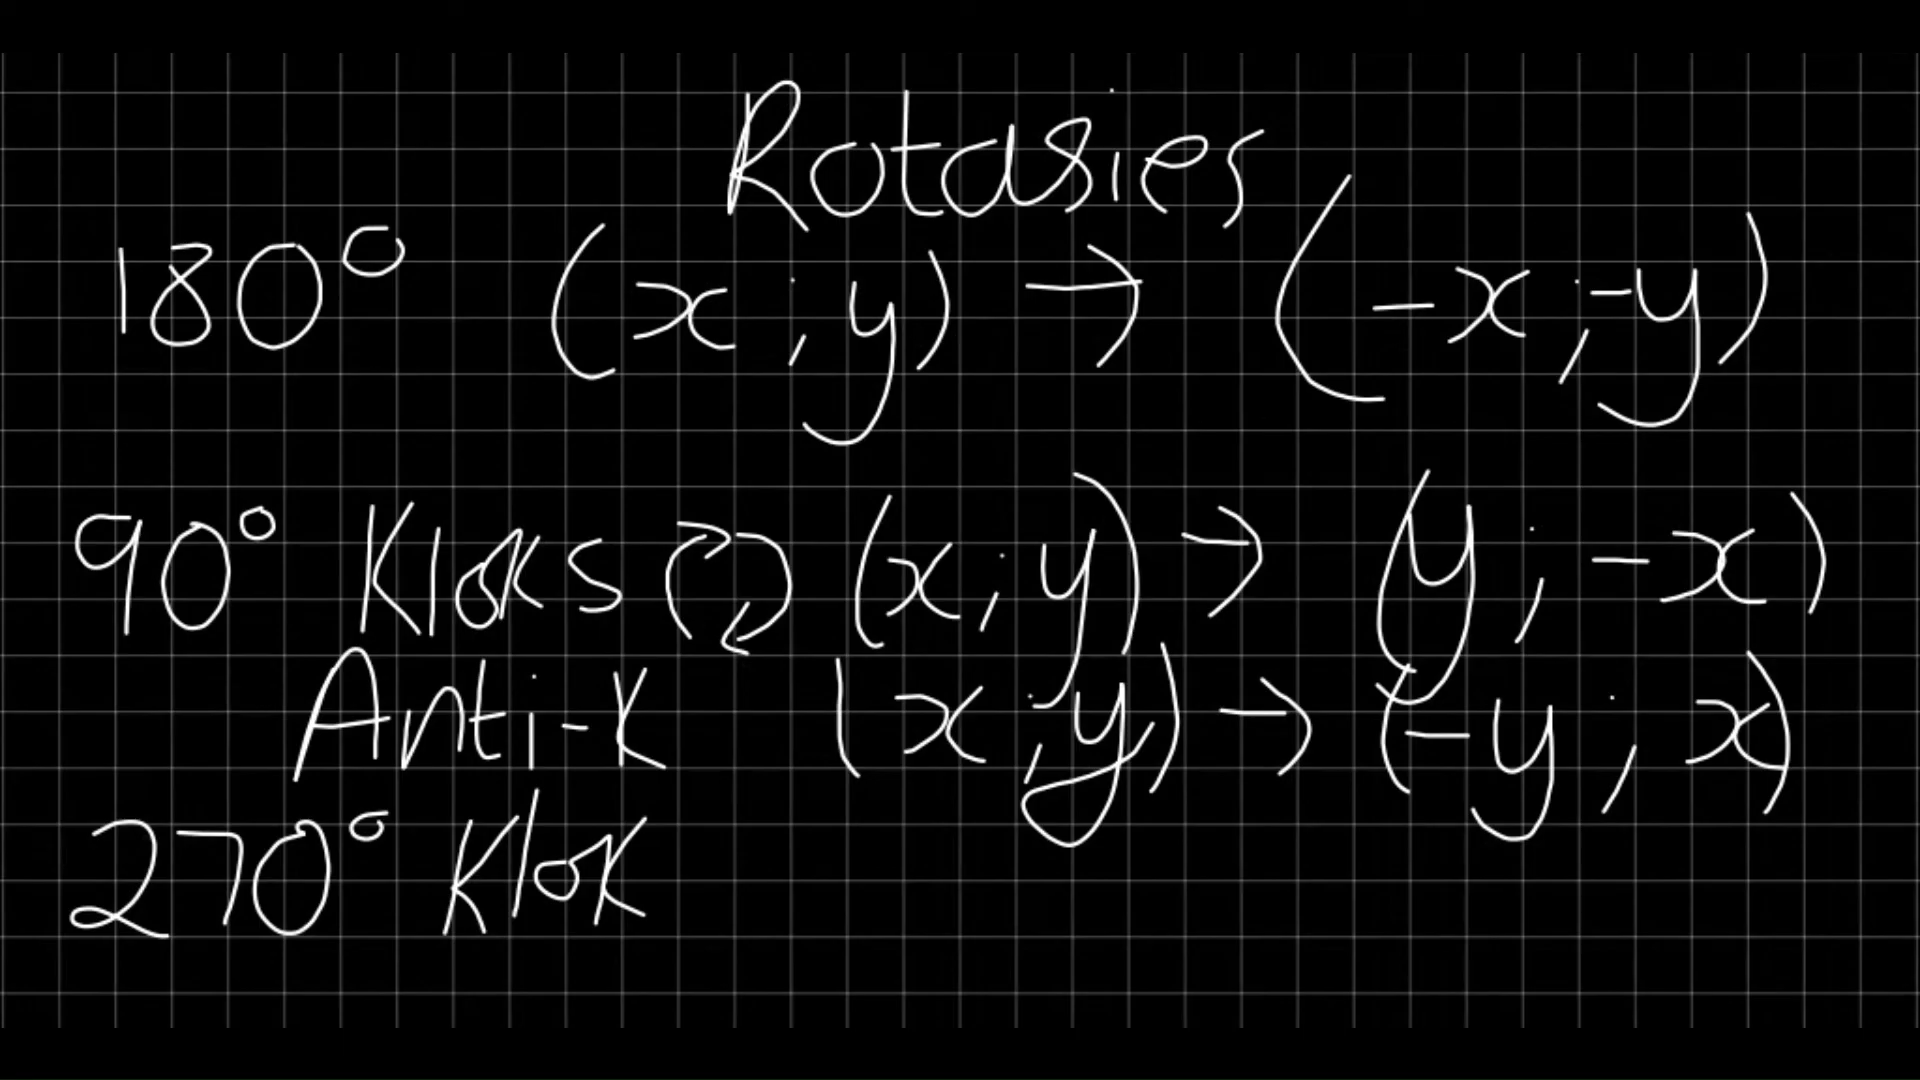 Rotasies
180° (x ; y) → (-x ; -y)
90° Kloks ↻ (x ; y) → (y ; -x)
Anti-K (x ; y) → (-y ; x)
270° Klok